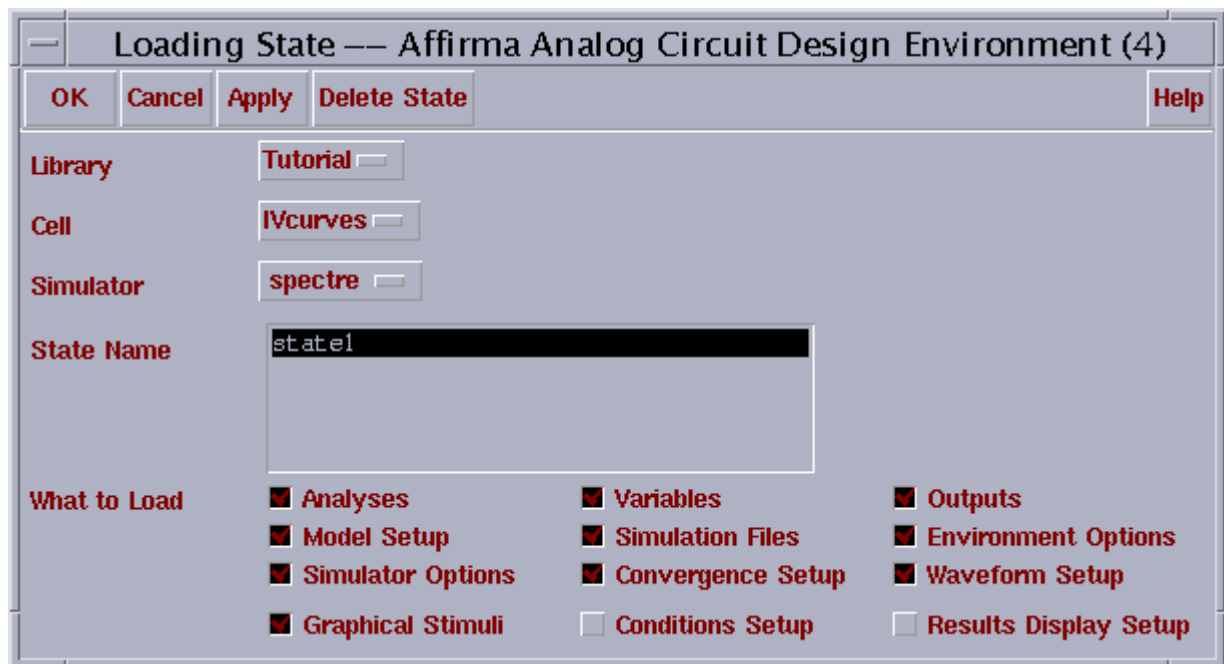 Loading State –– Affirma Analog Circuit Design Environment (4)
OK Cancel Apply Delete State Help
Library Tutorial
Cell IVcurves
Simulator spectre
State Name state1
What to Load Analyses Variables Outputs
Model Setup Simulation Files Environment Options
Simulator Options Convergence Setup Waveform Setup
Graphical Stimuli Conditions Setup Results Display Setup